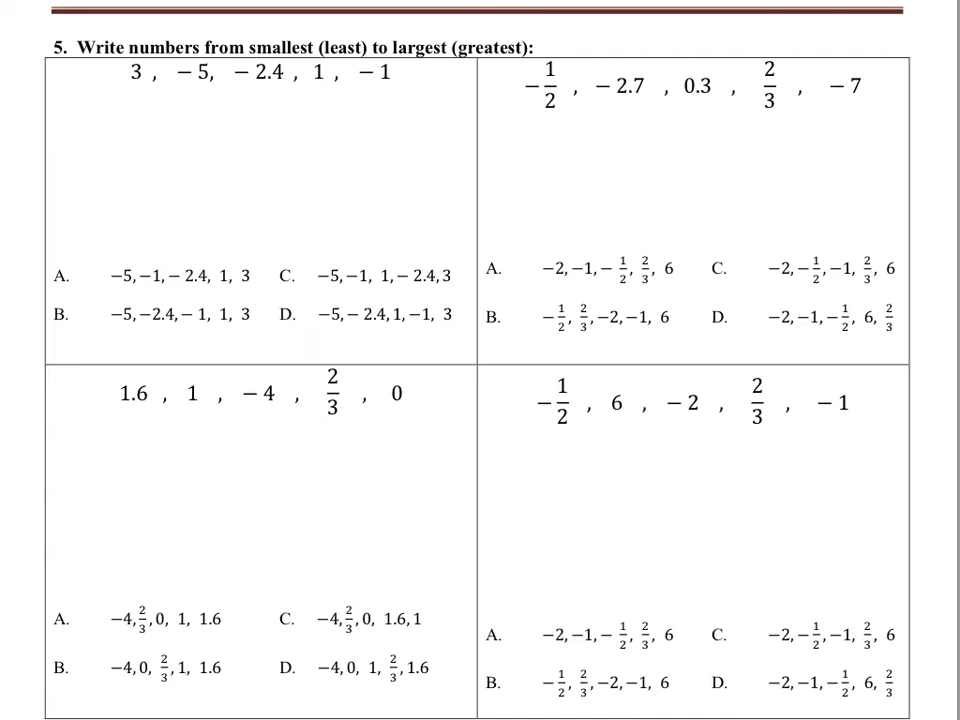 5. Write numbers from smallest (least) to largest (greatest):
3 , − 5, − 2.4 , 1 , − 1
A. −5,−1,− 2.4, 1, 3 C. −5,−1, 1,− 2.4,3
B. −5,−2.4,− 1, 1, 3 D. −5,− 2.4,1,−1, 3
−1/2 , − 2.7 , 0.3 , 2/3 , − 7
A. −2,−1,− 1/2, 2/3, 6 C. −2,−1/2,−1, 2/3, 6
B. −1/2, 2/3,−2,−1, 6 D. −2,−1,−1/2, 6, 2/3
1.6 , 1 , − 4 , 2/3 , 0
A. −4,2/3,0, 1, 1.6 C. −4,2/3,0, 1.6,1
B. −4,0, 2/3,1, 1.6 D. −4,0, 1, 2/3,1.6
−1/2 , 6 , − 2 , 2/3 , − 1
A. −2,−1,− 1/2, 2/3, 6 C. −2,−1/2,−1, 2/3, 6
B. −1/2, 2/3,−2,−1, 6 D. −2,−1,−1/2, 6, 2/3